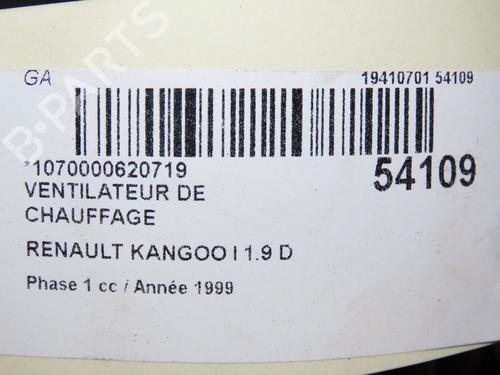 GA
19410701 54109
*1070000620719
54109
VENTILATEUR DE
CHAUFFAGE
RENAULT KANGOO I 1.9 D
Phase 1 cc / Année 1999
B-PARTS